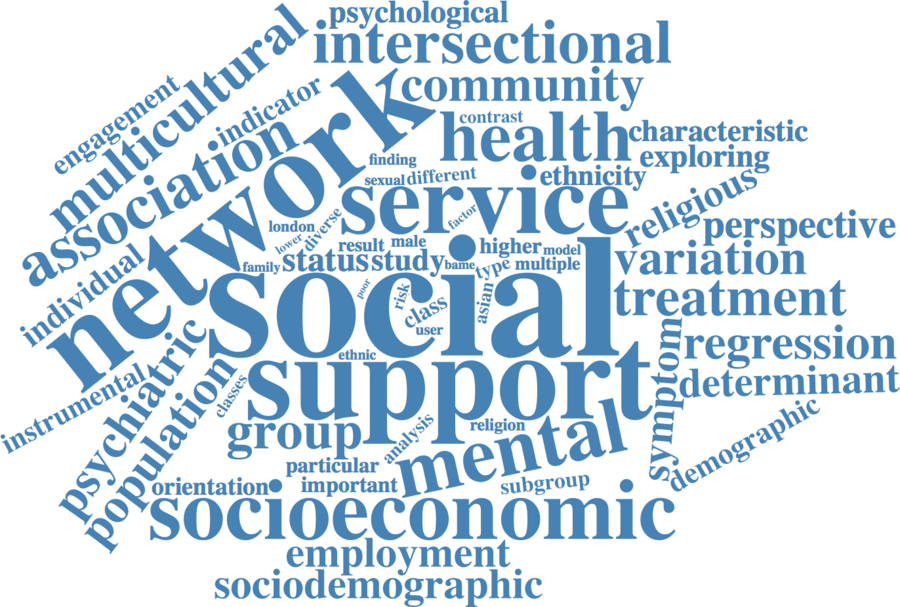 psychological
intersectional
multicultural
community
engagement
indicator
network
association
contrast
health
characteristic
finding
exploring
sexual
different
ethnicity
service
religious
factor
perspective
london
diverse
lower
result
male
higher
model
variation
individual
family
status
study
bame
type
multiple
social
poor
risk
class
asian
user
treatment
symptom
regression
psychiatric
ethnic
support
determinant
instrumental
population
classes
group
analysis
religion
mental
demographic
particular
orientation
important
subgroup
socioeconomic
employment
sociodemographic